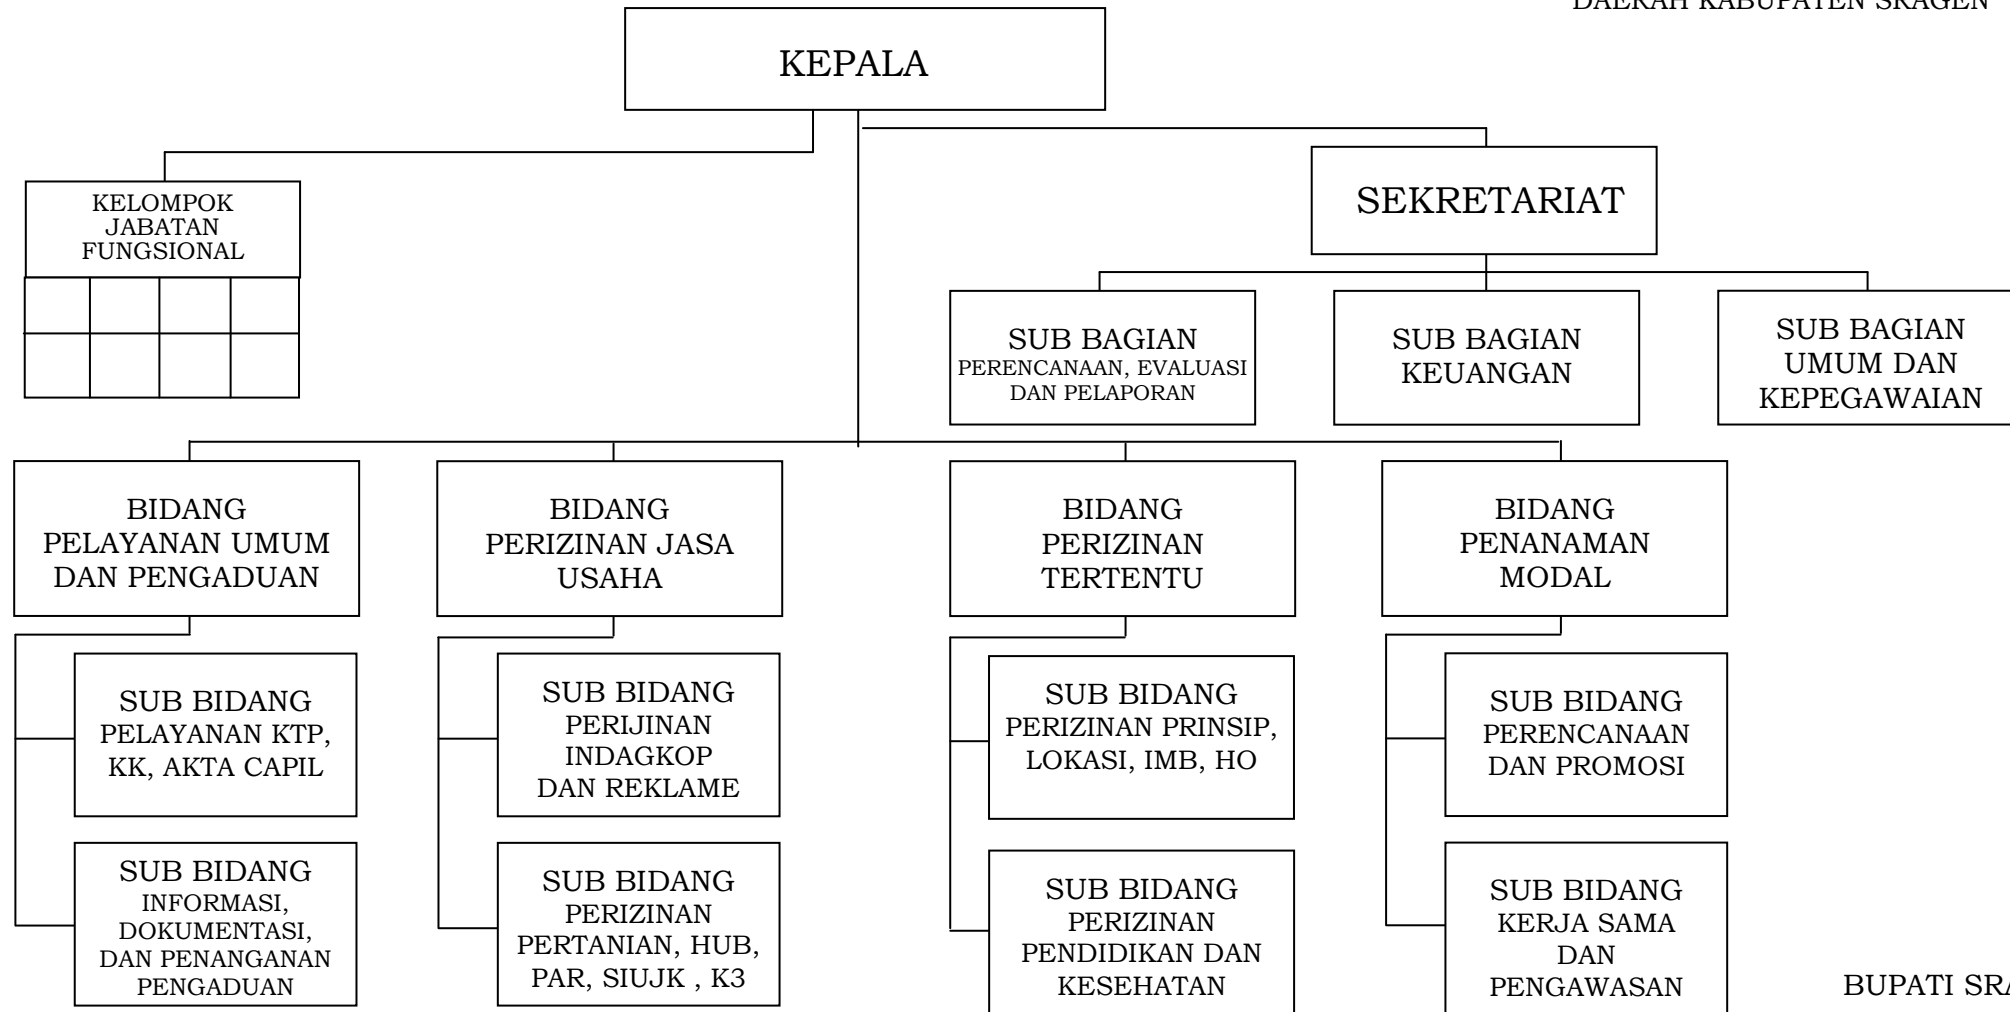 DAERAH KABUPATEN SRAGEN
KEPALA
KELOMPOK
JABATAN
FUNGSIONAL
SEKRETARIAT
SUB BAGIAN
PERENCANAAN, EVALUASI
DAN PELAPORAN
SUB BAGIAN
KEUANGAN
SUB BAGIAN
UMUM DAN
KEPEGAWAIAN
BIDANG
PELAYANAN UMUM
DAN PENGADUAN
BIDANG
PERIZINAN JASA
USAHA
BIDANG
PERIZINAN
TERTENTU
BIDANG
PENANAMAN
MODAL
SUB BIDANG
PELAYANAN KTP,
KK, AKTA CAPIL
SUB BIDANG
PERIJINAN
INDAGKOP
DAN REKLAME
SUB BIDANG
PERIZINAN PRINSIP,
LOKASI, IMB, HO
SUB BIDANG
PERENCANAAN
DAN PROMOSI
SUB BIDANG
INFORMASI,
DOKUMENTASI,
DAN PENANGANAN
PENGADUAN
SUB BIDANG
PERIZINAN
PERTANIAN, HUB,
PAR, SIUJK , K3
SUB BIDANG
PERIZINAN
PENDIDIKAN DAN
KESEHATAN
SUB BIDANG
KERJA SAMA
DAN
PENGAWASAN
BUPATI